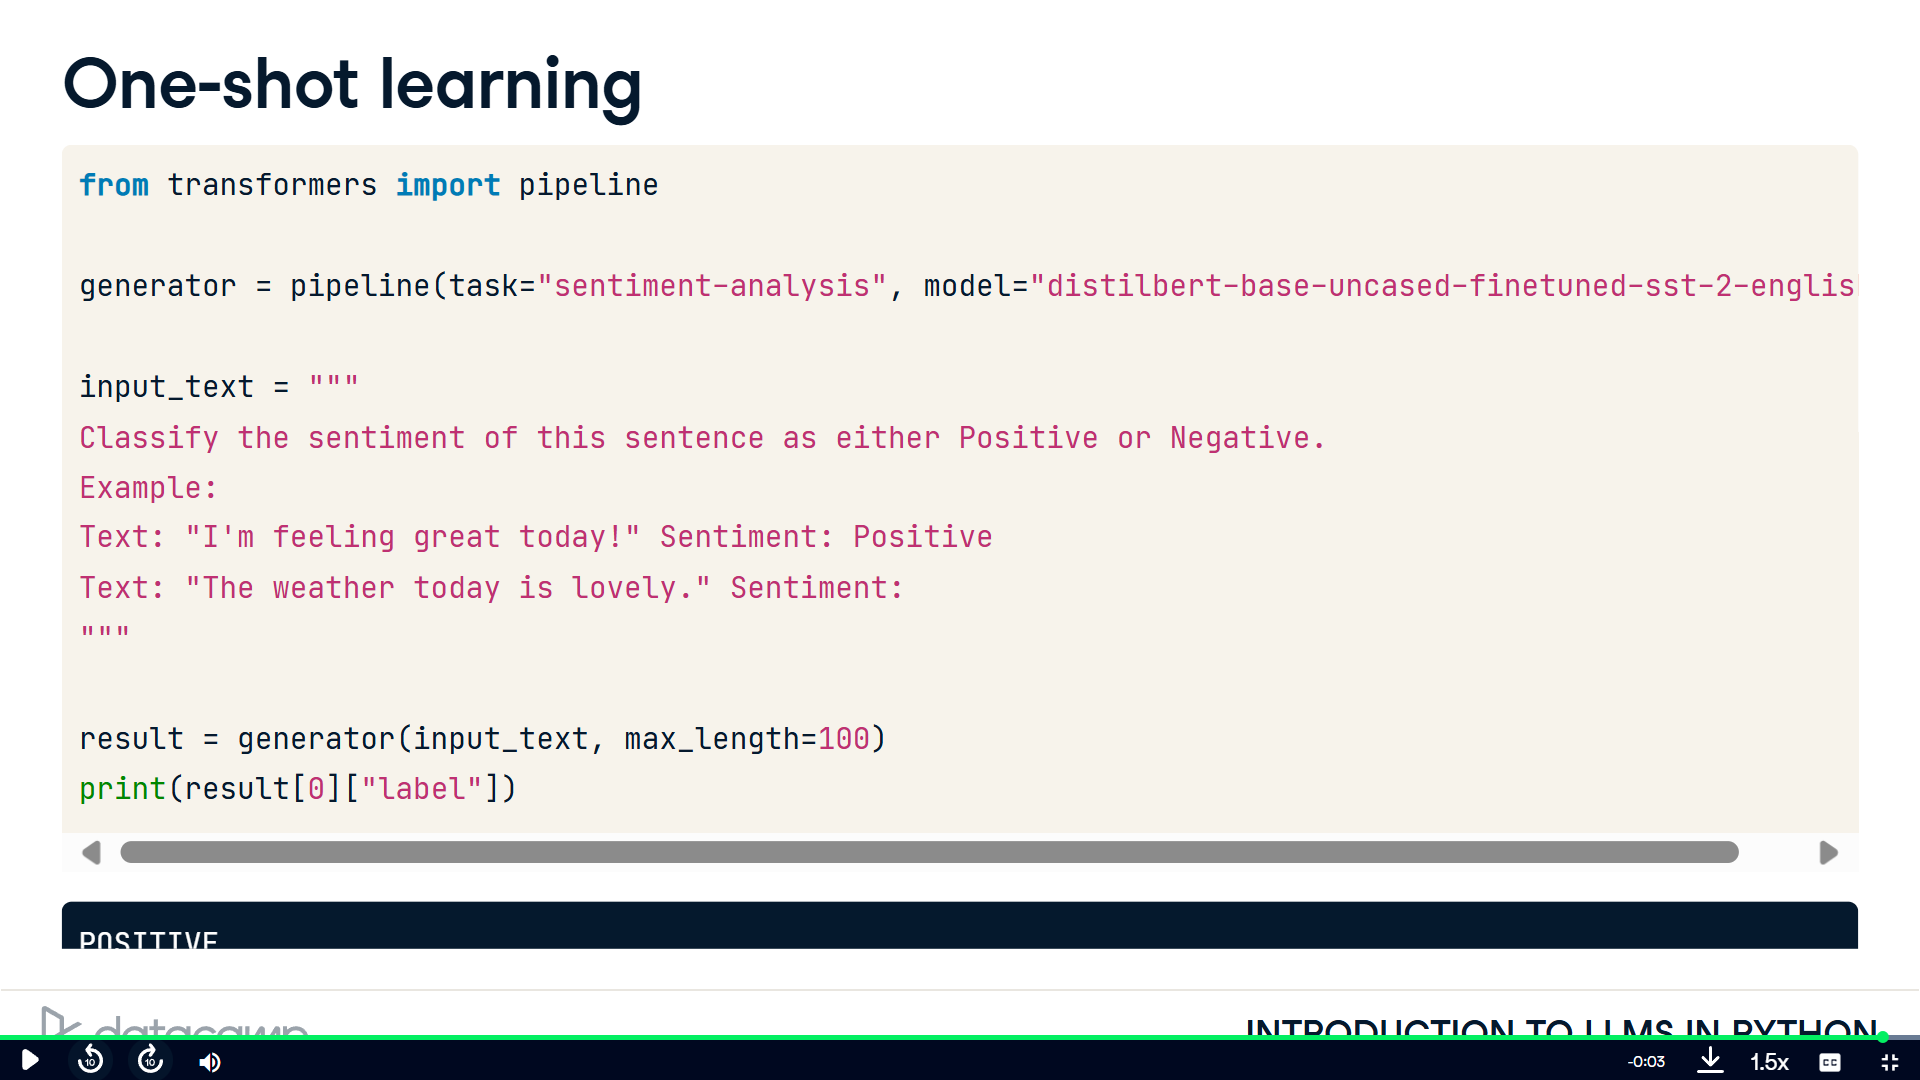 One-shot learning
from transformers import pipeline
generator = pipeline(task="sentiment-analysis", model="distilbert-base-uncased-finetuned-sst-2-english
input_text = """
Classify the sentiment of this sentence as either Positive or Negative.
Example:
Text: "I'm feeling great today!" Sentiment: Positive
Text: "The weather today is lovely." Sentiment:
"""
result = generator(input_text, max_length=100)
print(result[0]["label"])
POSITIVE
datacamp
INTRODUCTION TO LLMS IN PYTHON
10
10
-0:03
1.5x
CC